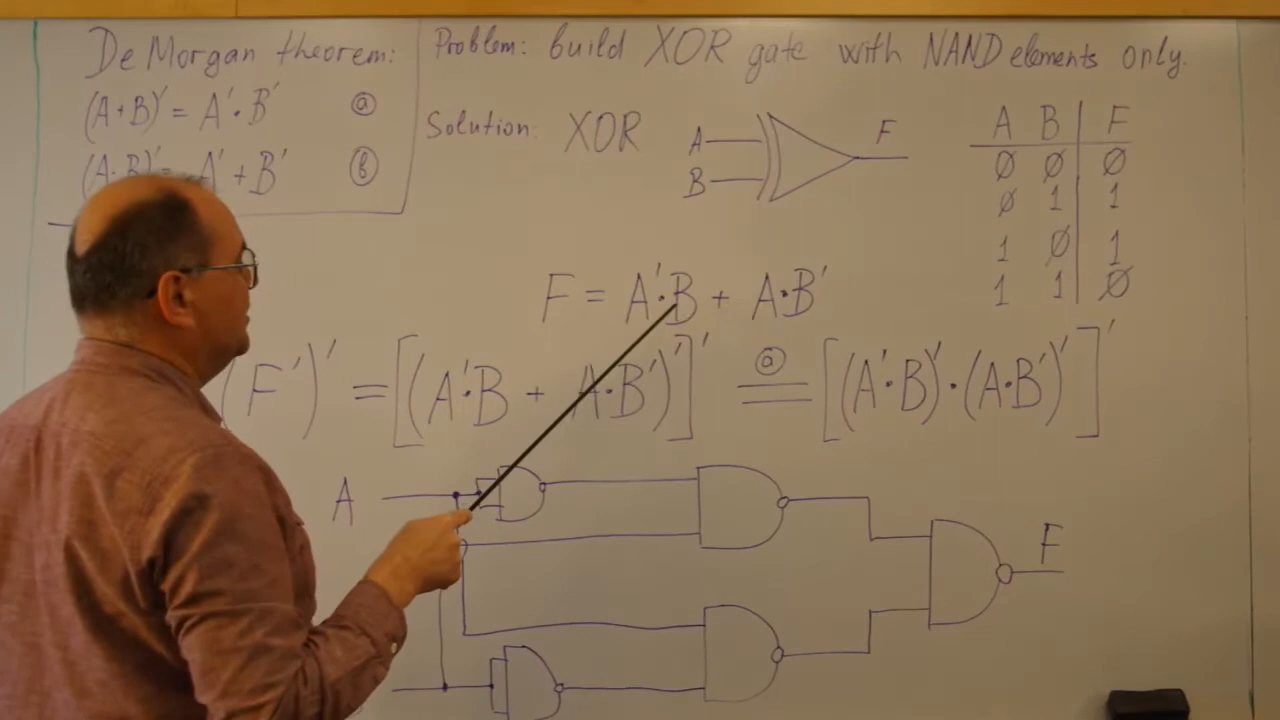 De Morgan theorem:
(A+B)' = A'·B' ⓐ
(A·B)' = A' + B' ⓑ
Problem: build XOR gate with NAND elements only.
Solution: XOR
A
B
F
A B F
0 0 0
0 1 1
1 0 1
1 1 0
F = A'·B + A·B'
(F')' = [(A'·B + A·B')']' ⓐ [(A'·B)'·(A·B')']'
A
F